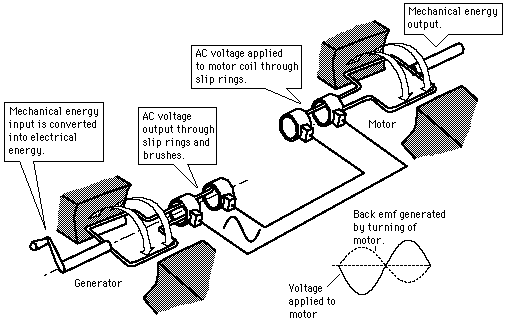 Mechanical energy
output.
AC voltage applied
to motor coil through
slip rings.
Motor
Mechanical energy
input is converted
into electrical
energy.
AC voltage
output through
slip rings and
brushes.
Generator
Back emf generated
by turning of
motor.
Voltage
applied to
motor